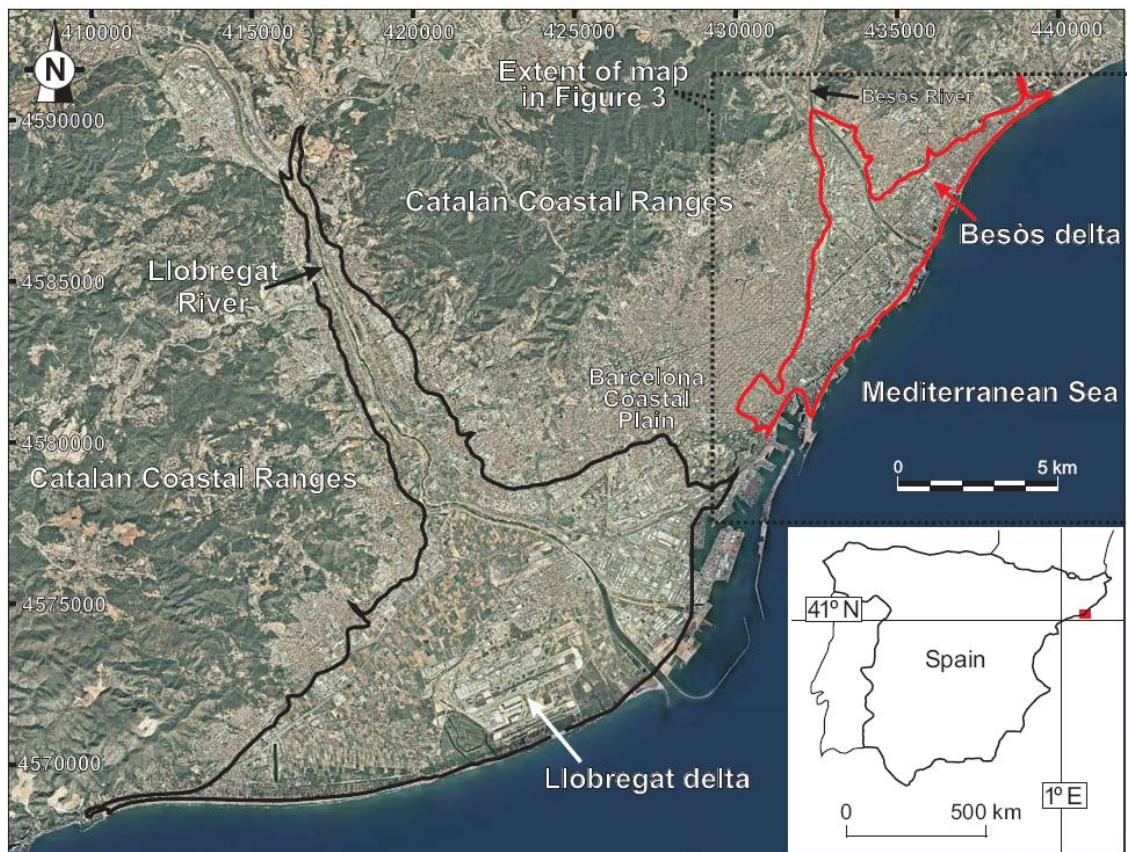 410000
415000
420000
425000
430000
435000
440000
N
Extent of map
in Figure 3
Besòs River
4590000
Catalan Coastal Ranges
Besòs delta
Llobregat
River
4585000
Barcelona
Coastal
Plain
Mediterranean Sea
4580000
Catalan Coastal Ranges
0
5 km
4575000
41º N
Spain
4570000
Llobregat delta
1º E
0
500 km